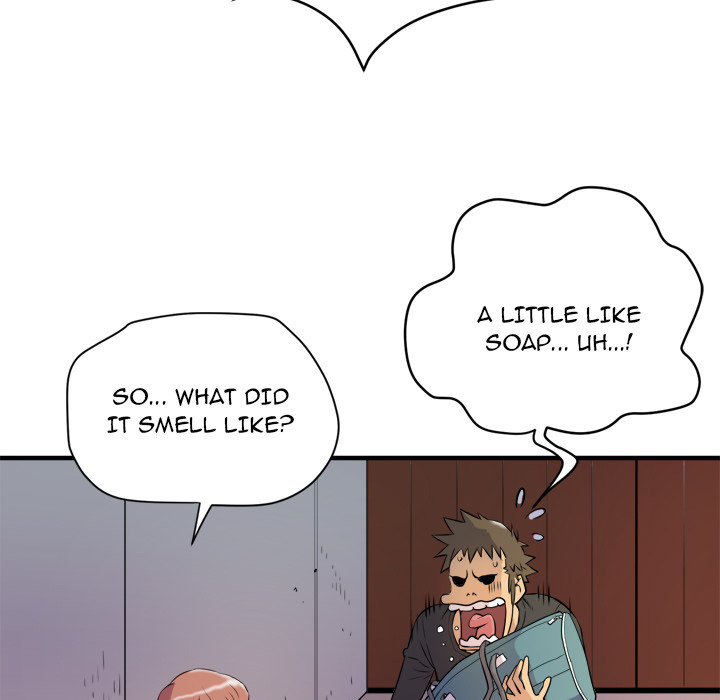 SO... WHAT DID
IT SMELL LIKE?
A LITTLE LIKE
SOAP... UH...!